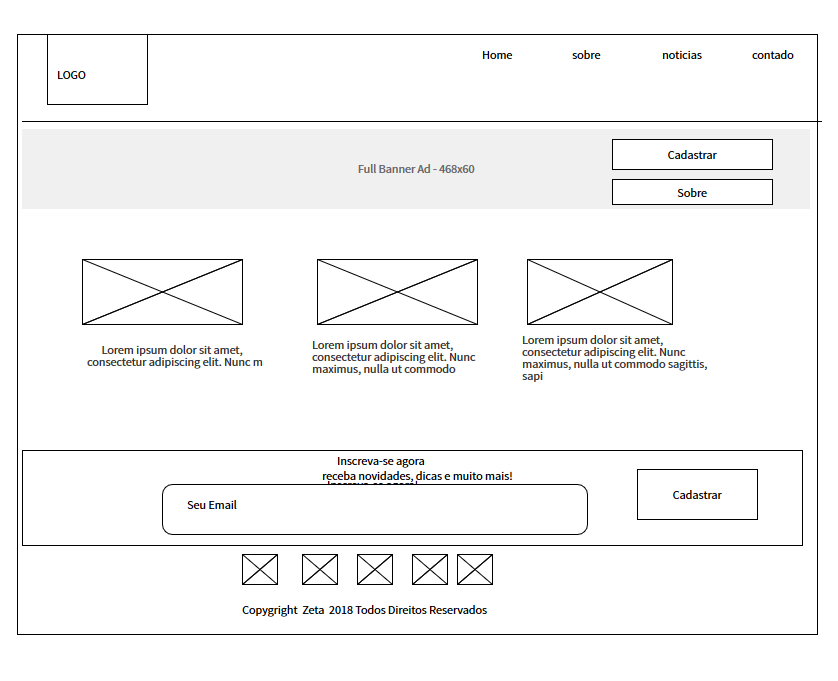 LOGO
Home sobre noticias contado
Full Banner Ad - 468x60
Cadastrar
Sobre
Lorem ipsum dolor sit amet,
consectetur adipiscing elit. Nunc m
Lorem ipsum dolor sit amet,
consectetur adipiscing elit. Nunc
maximus, nulla ut commodo
Lorem ipsum dolor sit amet,
consectetur adipiscing elit. Nunc
maximus, nulla ut commodo sagittis,
sapi
Inscreva-se agora
receba novidades, dicas e muito mais!
Seu Email
Cadastrar
Copygright Zeta 2018 Todos Direitos Reservados